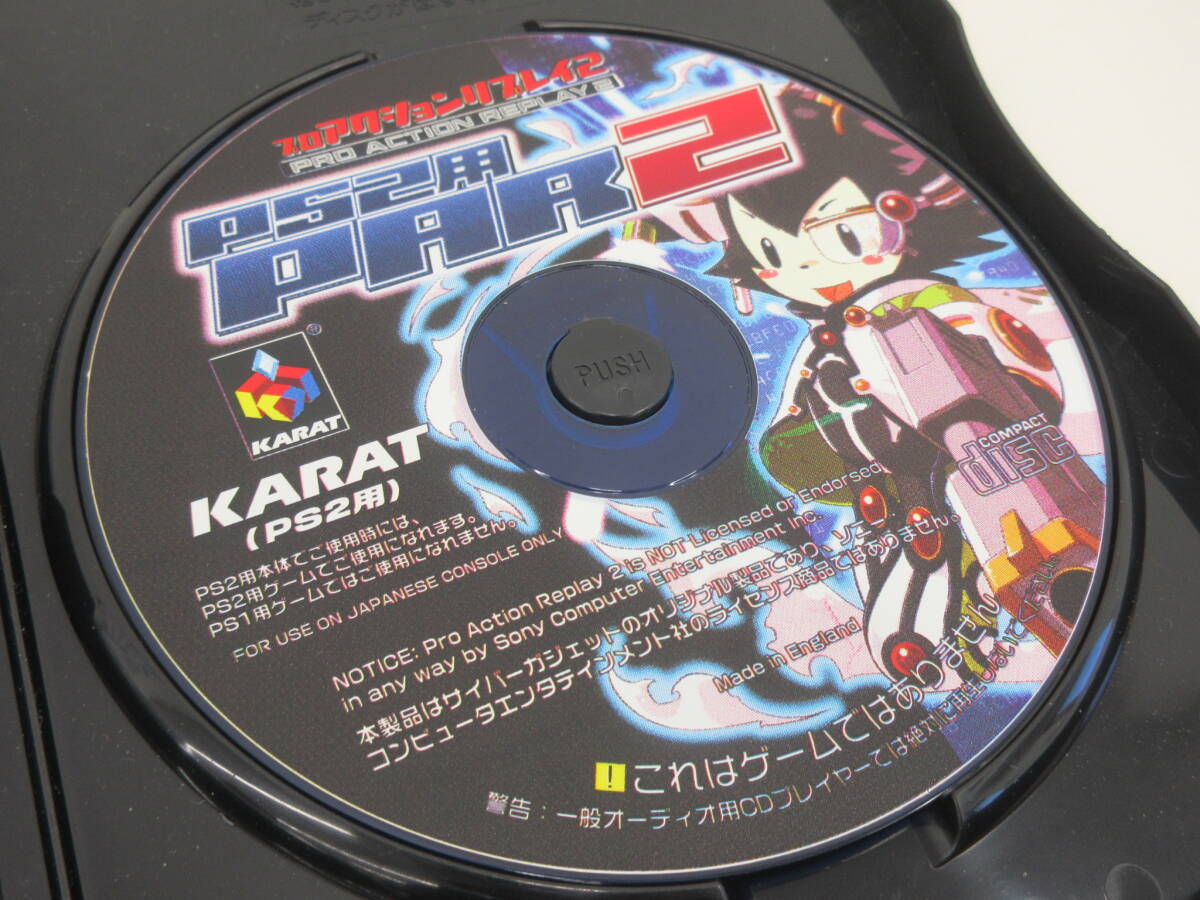 ディスクが
プロアクションリプレイ2
PRO ACTION REPLAY 2
PS2用
PAR2
®
KARAT
KARAT
(PS2用)
PS2用本体でご使用時には、
PS2用ゲームでご使用になれます。
PS1用ゲームではご使用になれません。
FOR USE ON JAPANESE CONSOLE ONLY
PUSH
COMPACT
disc
NOTICE: Pro Action Replay 2 is NOT Licensed or Endorsed
in any way by Sony Computer Entertainment Inc.
本製品はサイバーガジェットのオリジナル製品であり、ソニー
コンピュータエンタテインメント社のライセンス商品ではありません。
Made in England
! これはゲームではありません
警告：一般オーディオ用CDプレイヤーでは絶対に再生しないで